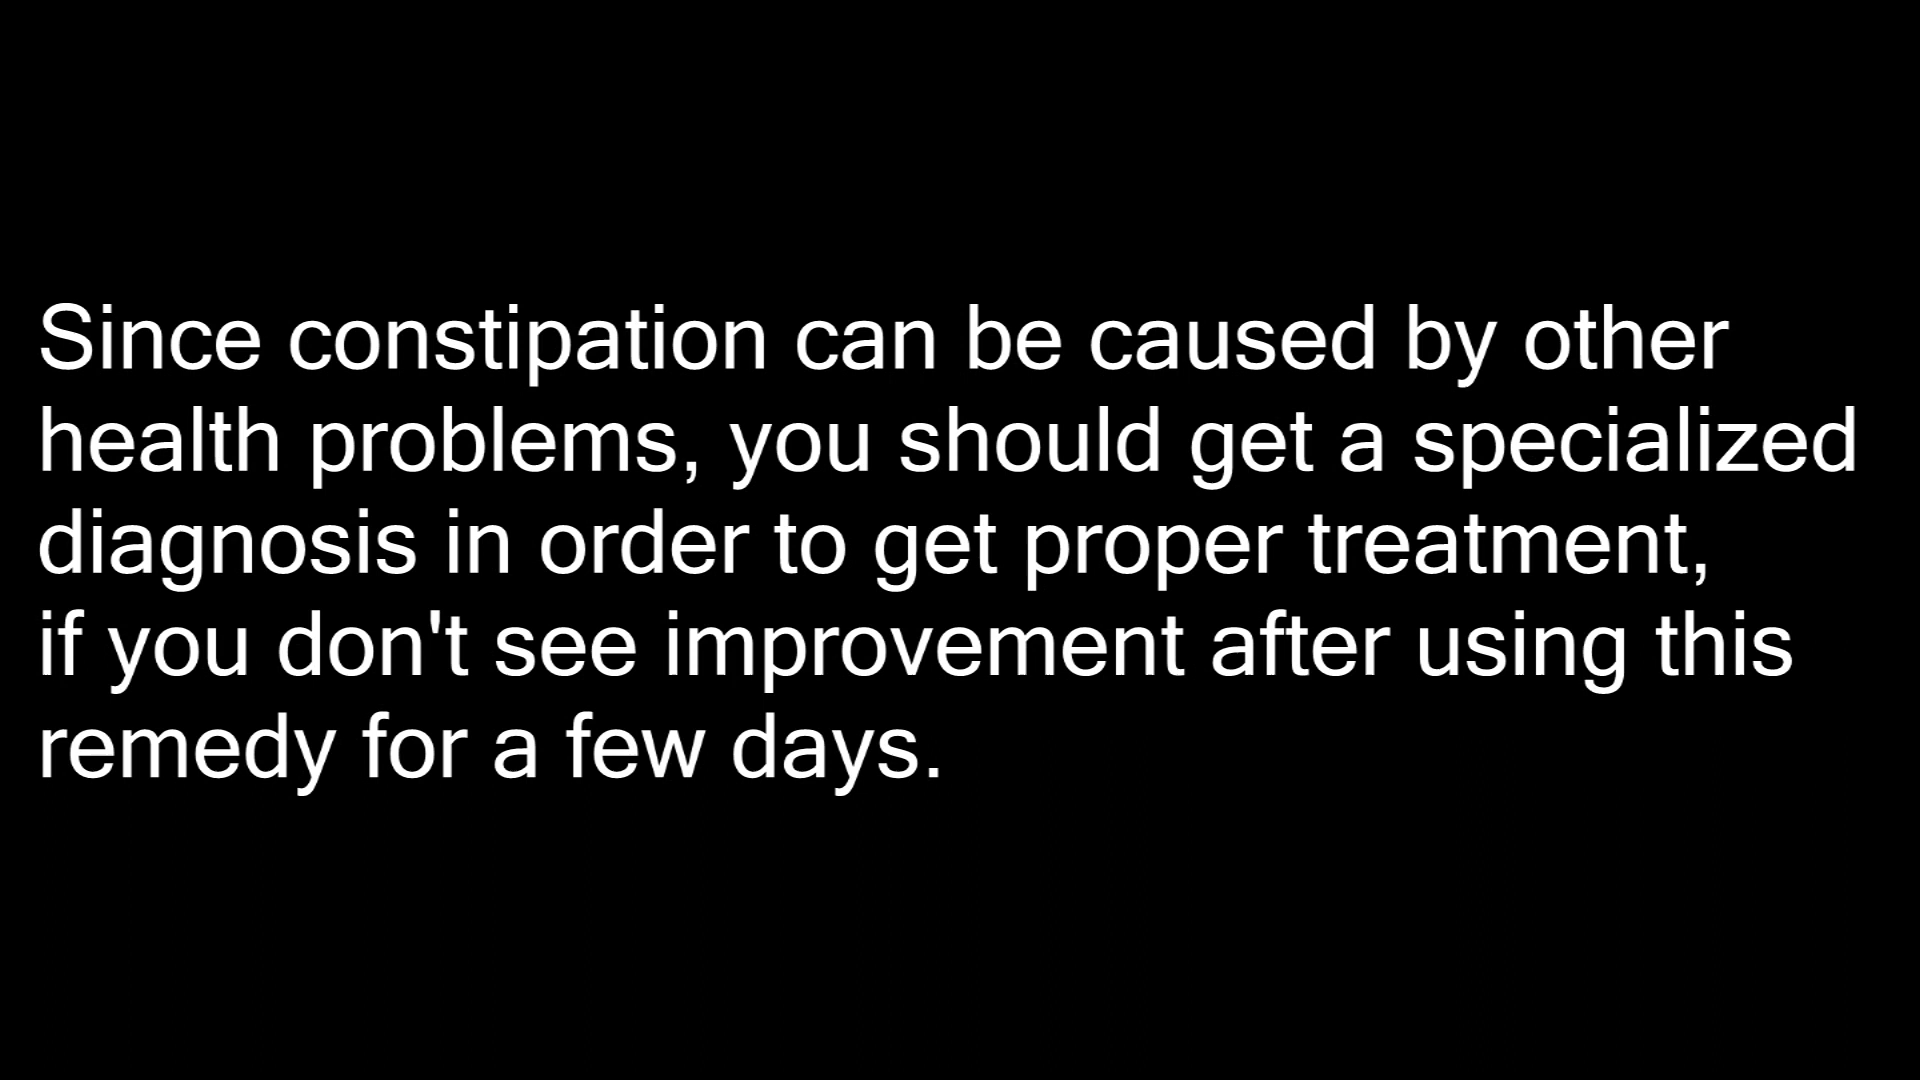 Since constipation can be caused by other
health problems, you should get a specialized
diagnosis in order to get proper treatment,
if you don't see improvement after using this
remedy for a few days.